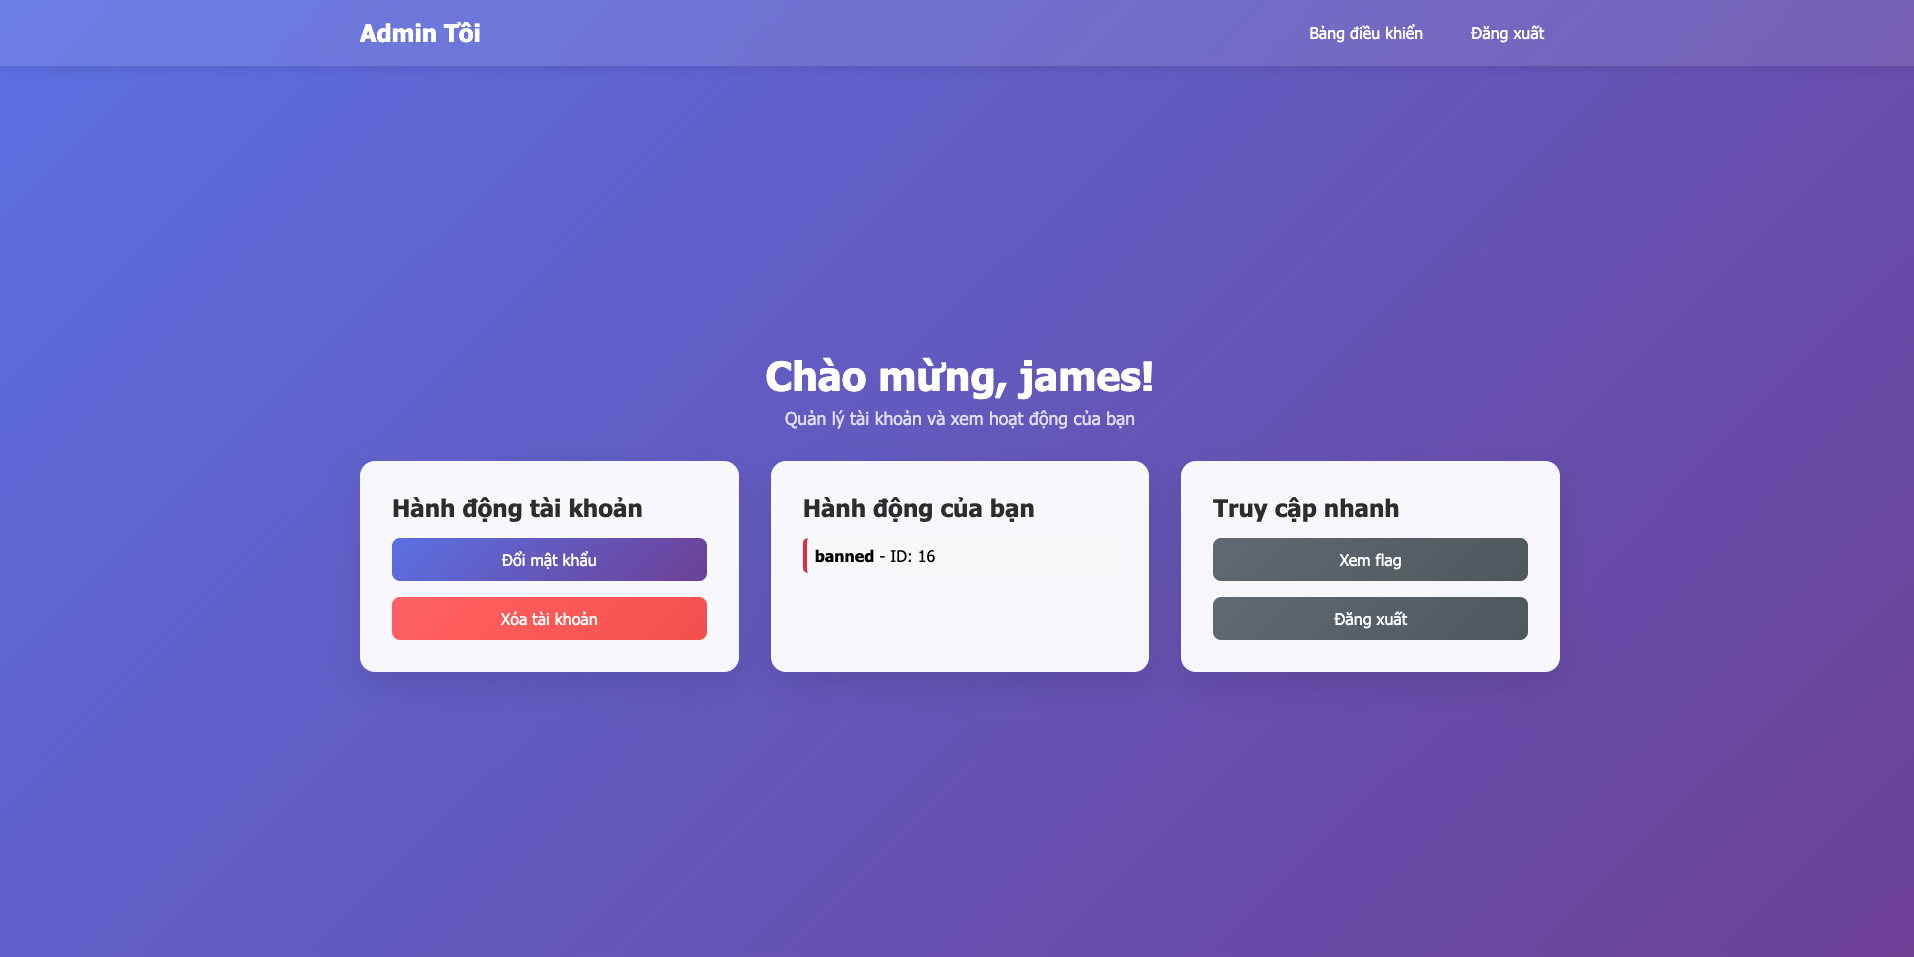 Admin Tồi
Bảng điều khiển
Đăng xuất
Chào mừng, james!
Quản lý tài khoản và xem hoạt động của bạn
Hành động tài khoản
Đổi mật khẩu
Xóa tài khoản
Hành động của bạn
banned - ID: 16
Truy cập nhanh
Xem flag
Đăng xuất